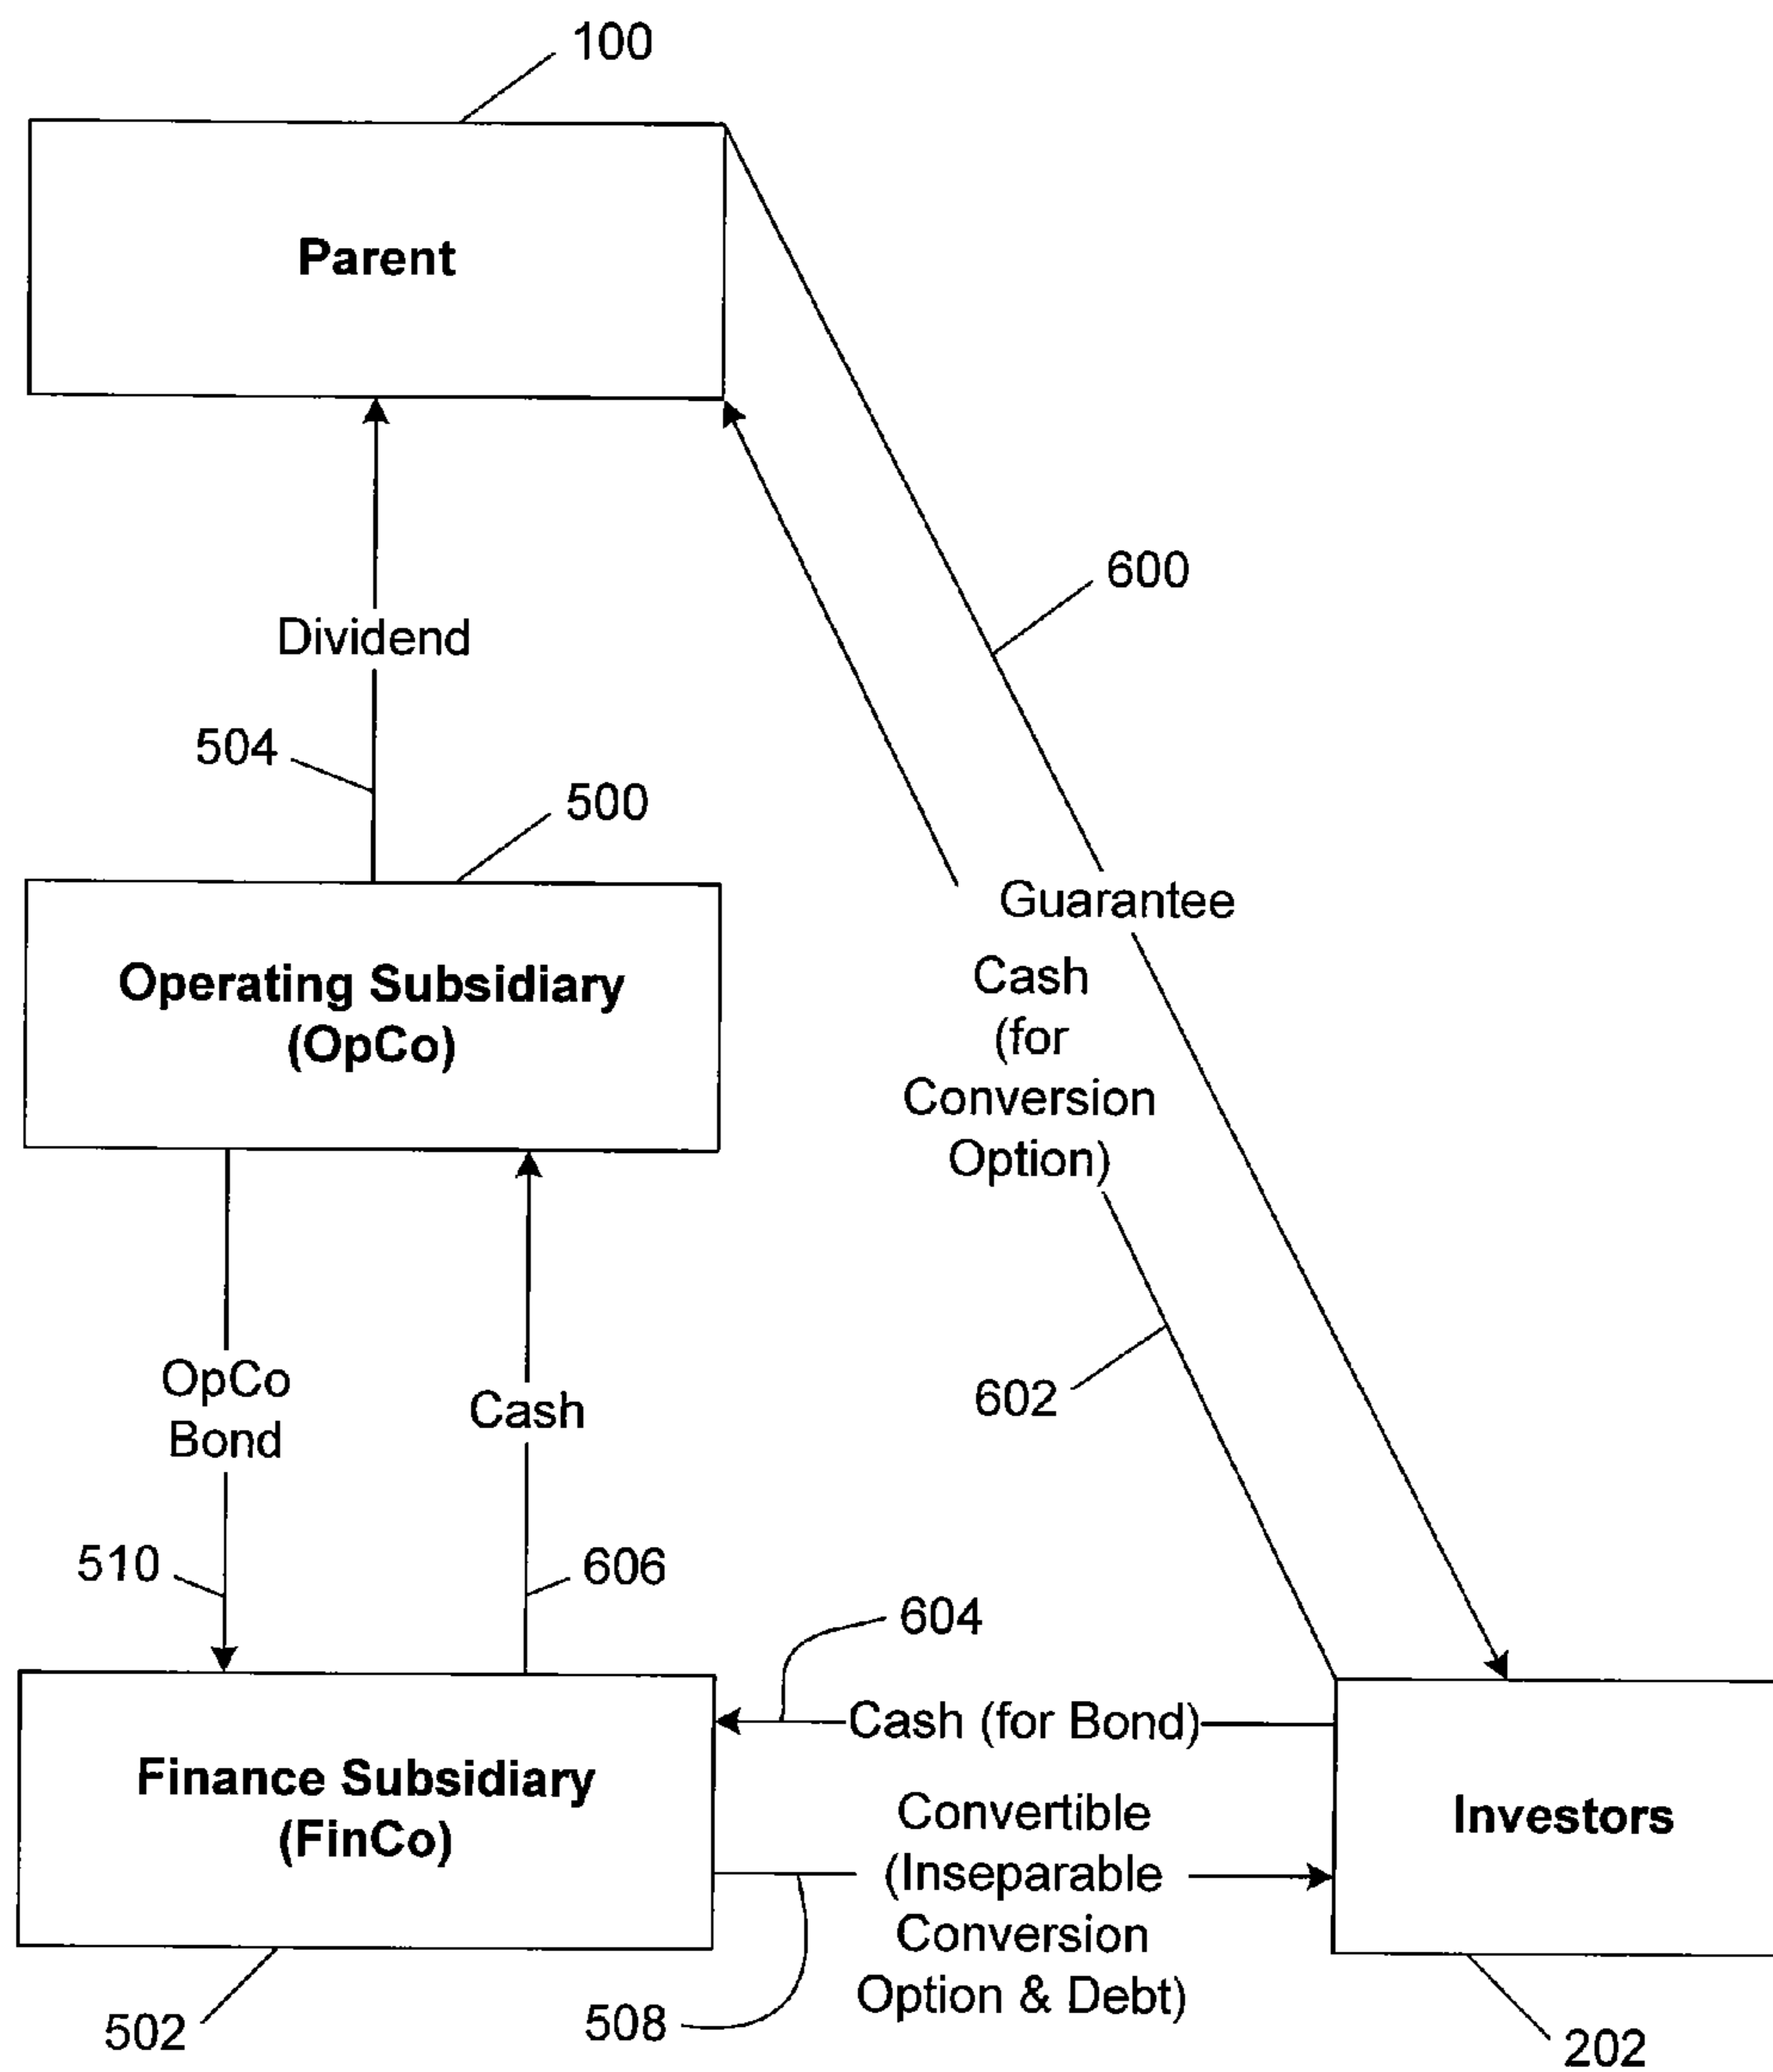 100
Parent
600
Dividend
504
500
Guarantee
Operating Subsidiary
(OpCo)
Cash
(for
Conversion
Option)
OpCo
Bond
Cash
602
510
606
604
Cash (for Bond)
Finance Subsidiary
(FinCo)
Convertible
(Inseparable
Conversion
Option & Debt)
Investors
502
508
202